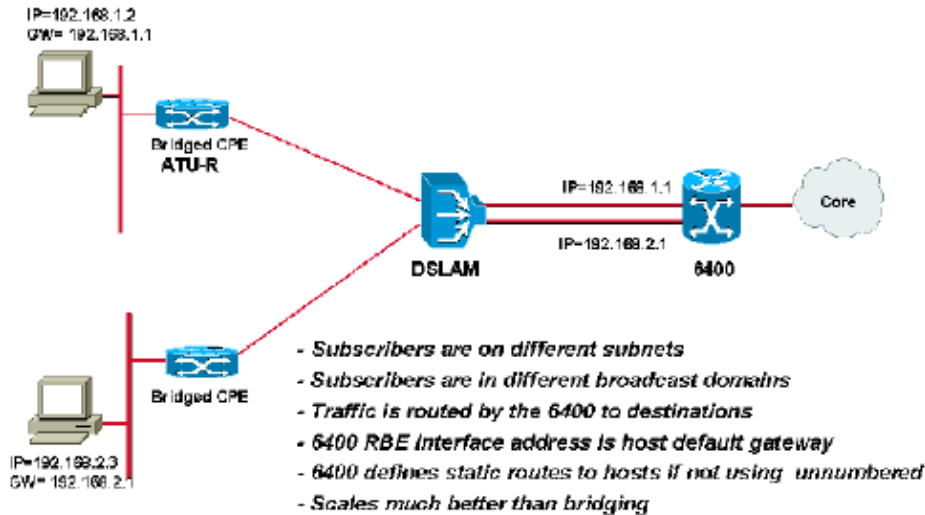 IP=192.168.1.2
GW= 192.168.1.1
Bridged CPE
ATU-R
IP=192.168.1.1
Core
IP=192.168.2.1
DSLAM
6400
Bridged CPE
IP=192.168.2.3
GW= 192.168.2.1
- Subscribers are on different subnets
- Subscribers are in different broadcast domains
- Traffic is routed by the 6400 to destinations
- 6400 RBE Interface address is host default gateway
- 6400 defines static routes to hosts if not using unnumbered
- Scales much better than bridging